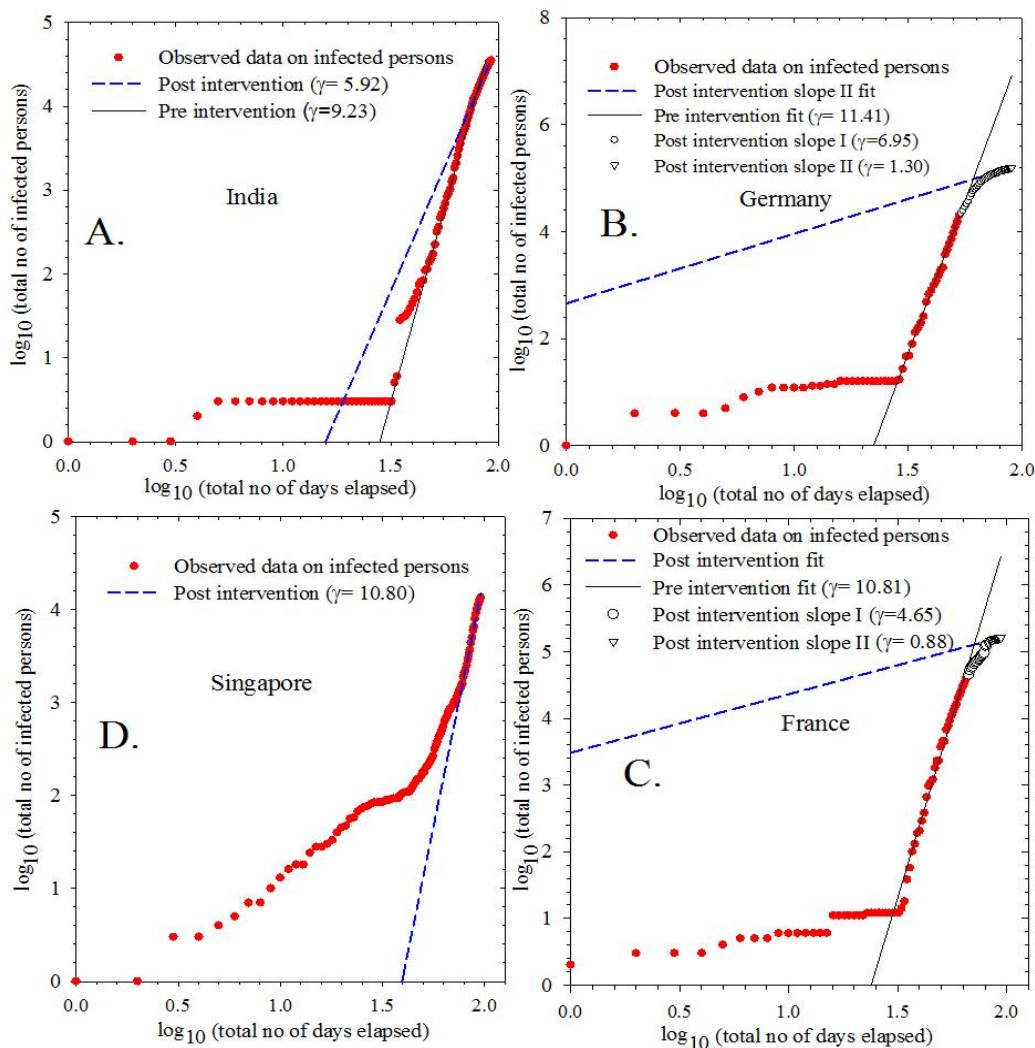 5
4
3
2
1
0
log10 (total no of infected persons)
Observed data on infected persons
Post intervention (γ= 5.92)
Pre intervention (γ=9.23)
India
A.
0.0 0.5 1.0 1.5 2.0
log10 (total no of days elapsed)
8
6
4
2
0
log10 (total no of infected persons)
Observed data on infected persons
Post intervention slope II fit
Pre intervention fit (γ= 11.41)
Post intervention slope I (γ=6.95)
Post intervention slope II (γ= 1.30)
Germany
B.
0.0 0.5 1.0 1.5 2.0
log10 (total no of days elapsed)
5
4
3
2
1
0
log10 (total no of infected persons)
Observed data on infected persons
Post intervention (γ= 10.80)
Singapore
D.
0.0 0.5 1.0 1.5 2.0
log10 (total no of days elapsed)
7
6
5
4
3
2
1
0
log10 (total no of infected persons)
Observed data on infected persons
Post intervention fit
Pre intervention fit (γ= 10.81)
Post intervention slope I (γ=4.65)
Post intervention slope II (γ= 0.88)
France
C.
0.0 0.5 1.0 1.5 2.0
log10 (total no of days elapsed)